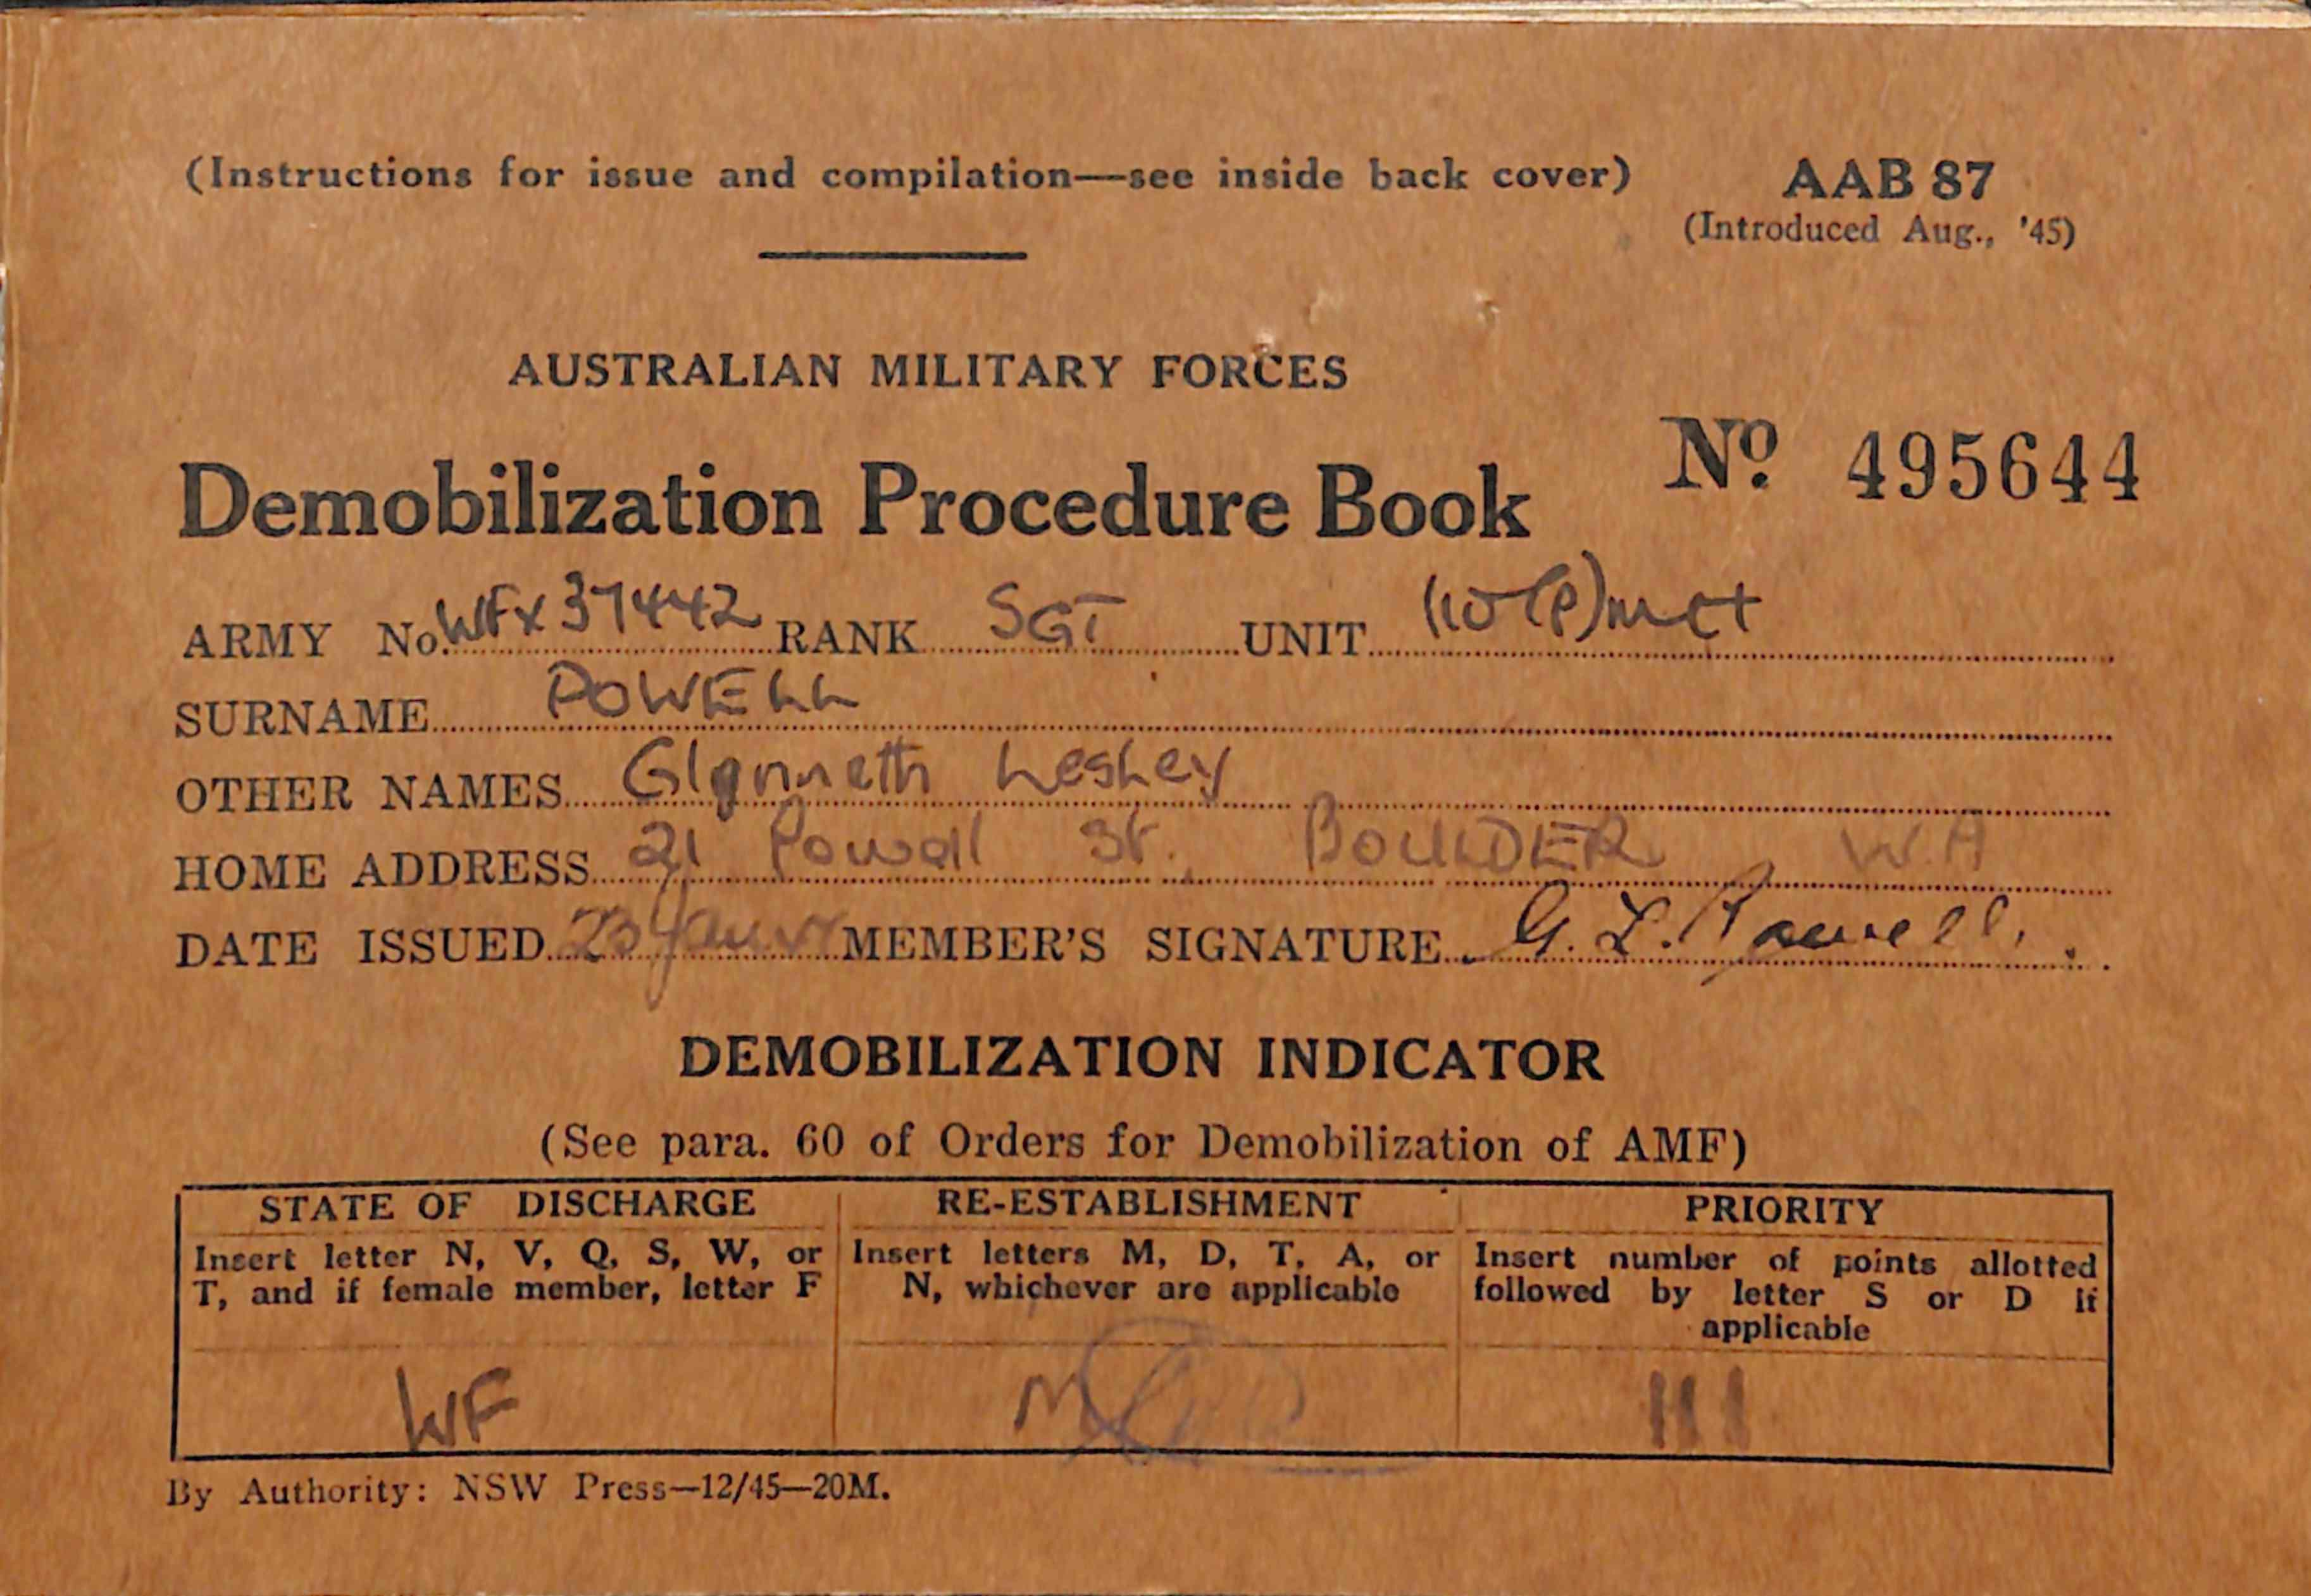 (Instructions for issue and compilation—see inside back cover) AAB 87
(Introduced Aug., '45)
AUSTRALIAN MILITARY FORCES
Demobilization Procedure Book No. 495644
ARMY No. WFX 37442 RANK SGT UNIT
SURNAME POWELL
OTHER NAMES Lesley
HOME ADDRESS 21 St. BOULDER W.A
DATE ISSUED MEMBER'S SIGNATURE G. L. Powell.
DEMOBILIZATION INDICATOR
(See para. 60 of Orders for Demobilization of AMF)
STATE OF DISCHARGE RE-ESTABLISHMENT PRIORITY
Insert letter N, V, Q, S, W, or Insert letters M, D, T, A, or Insert number of points allotted
T, and if female member, letter F N, whichever are applicable followed by letter S or D if
applicable
WF M 111
By Authority: NSW Press—12/45—20M.